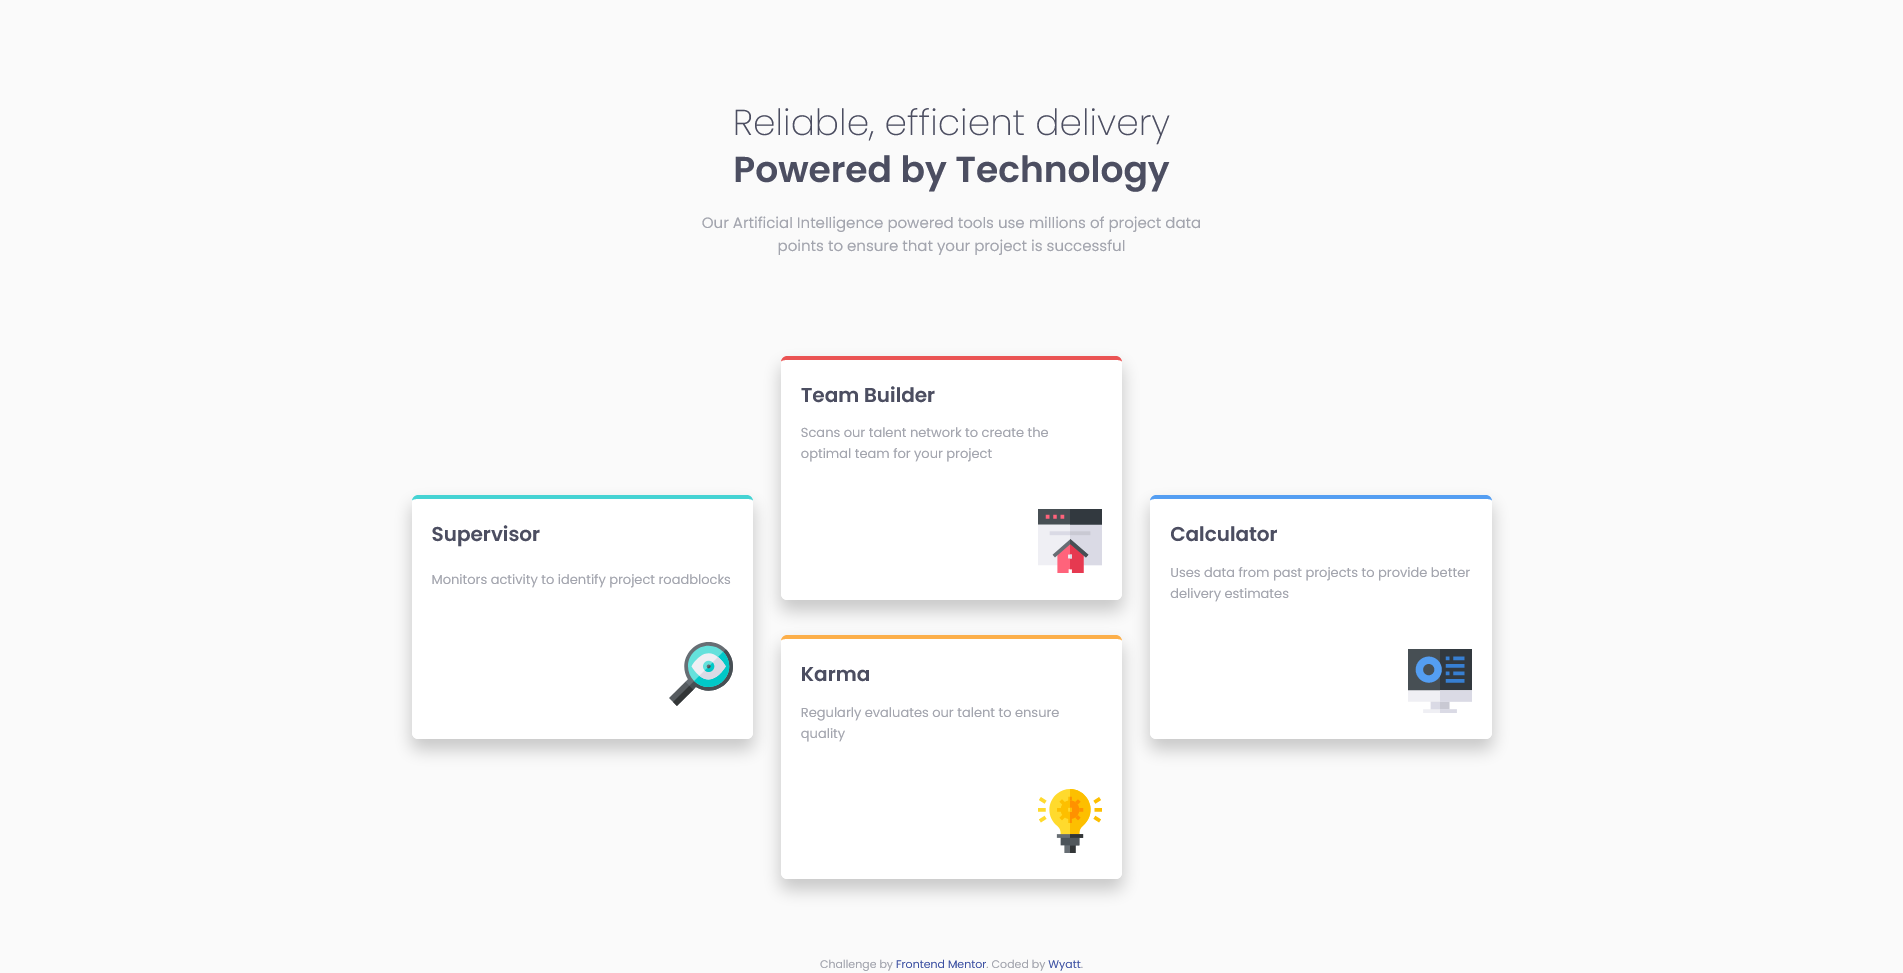 Reliable, efficient delivery
Powered by Technology
Our Artificial Intelligence powered tools use millions of project data
points to ensure that your project is successful
Supervisor
Monitors activity to identify project roadblocks
Team Builder
Scans our talent network to create the
optimal team for your project
Karma
Regularly evaluates our talent to ensure
quality
Calculator
Uses data from past projects to provide better
delivery estimates
Challenge by Frontend Mentor. Coded by Wyatt.